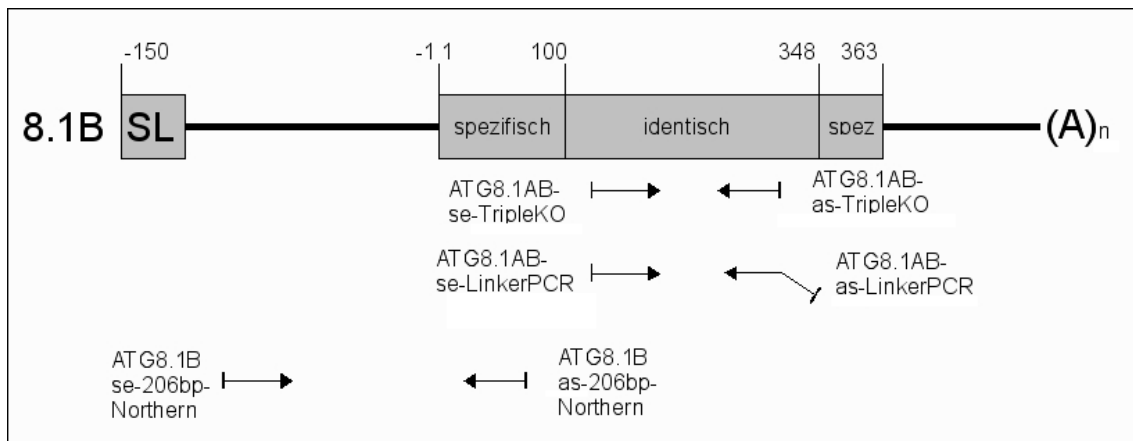 -150
-1 1
100
348
363
8.1B
SL
spezifisch
identisch
spez
(A)n
ATG8.1AB-
se-TripleKO
ATG8.1AB-
as-TripleKO
ATG8.1AB-
se-LinkerPCR
ATG8.1AB-
as-LinkerPCR
ATG8.1B
se-206bp-
Northern
ATG8.1B
as-206bp-
Northern